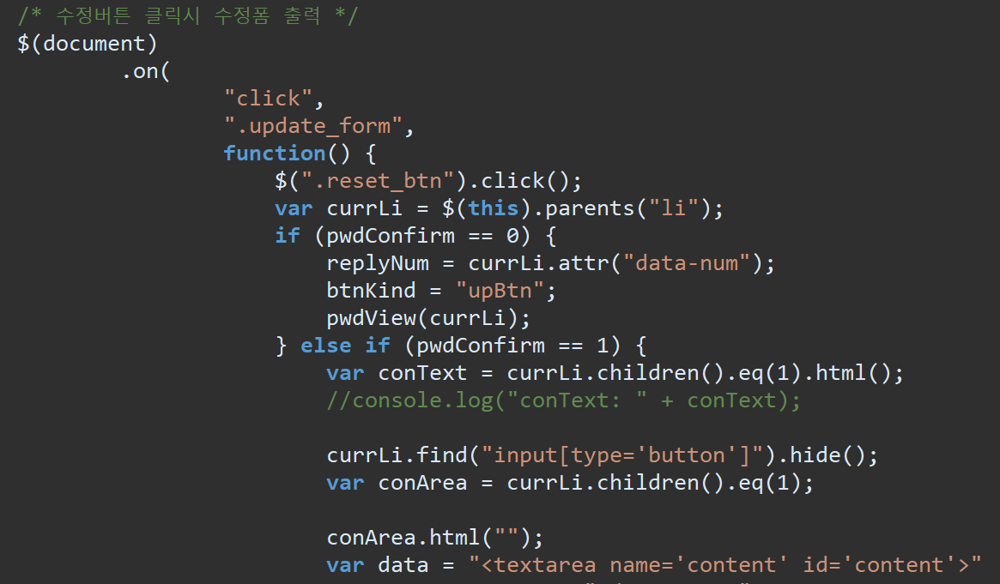 /* 수정버튼 클릭시 수정폼 출력 */
$(document)
.on(
"click",
".update_form",
function() {
$(".reset_btn").click();
var currLi = $(this).parents("li");
if (pwdConfirm == 0) {
replyNum = currLi.attr("data-num");
btnKind = "upBtn";
pwdView(currLi);
} else if (pwdConfirm == 1) {
var conText = currLi.children().eq(1).html();
//console.log("conText: " + conText);
currLi.find("input[type='button']").hide();
var conArea = currLi.children().eq(1);
conArea.html("");
var data = "<textarea name='content' id='content'>"